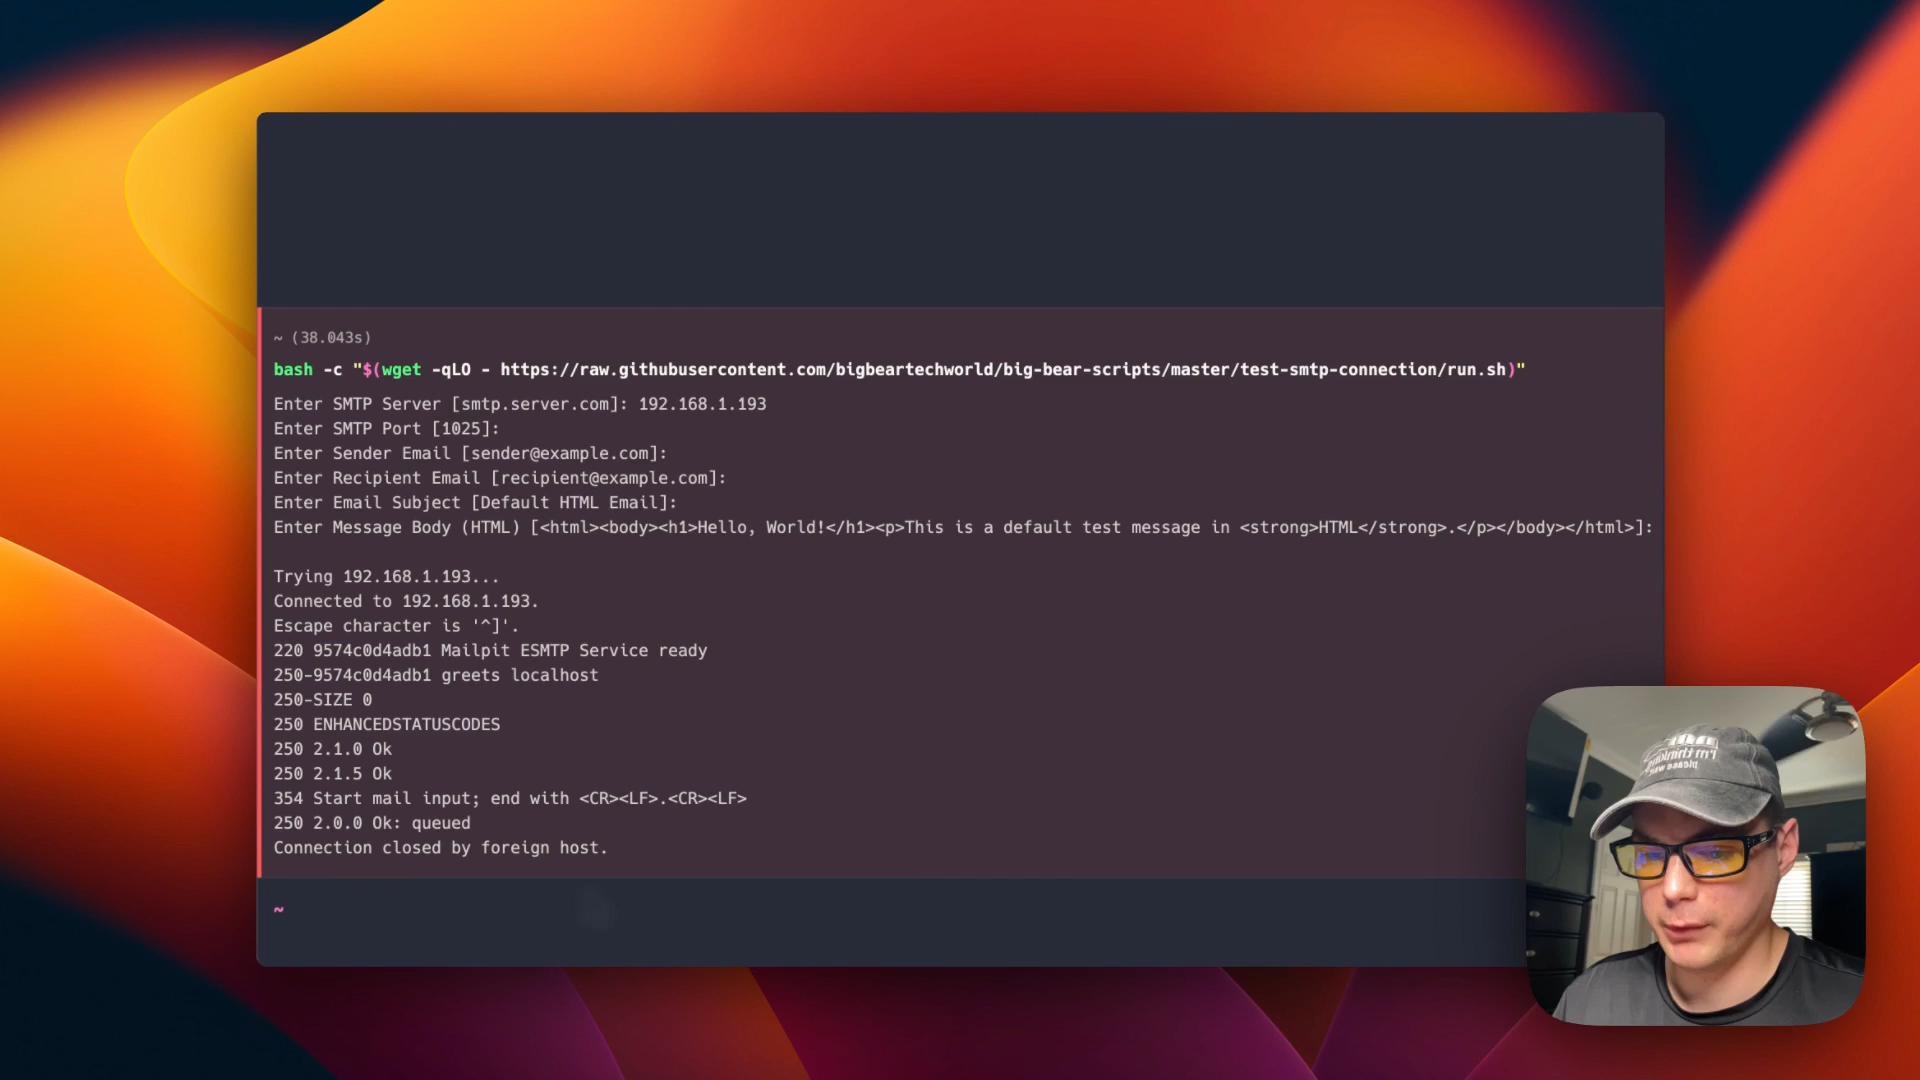 ~ (38.043s)
bash -c "$(wget -qLO - https://raw.githubusercontent.com/bigbeartechworld/big-bear-scripts/master/test-smtp-connection/run.sh)"
Enter SMTP Server [smtp.server.com]: 192.168.1.193
Enter SMTP Port [1025]:
Enter Sender Email [sender@example.com]:
Enter Recipient Email [recipient@example.com]:
Enter Email Subject [Default HTML Email]:
Enter Message Body (HTML) [<html><body><h1>Hello, World!</h1><p>This is a default test message in <strong>HTML</strong>.</p></body></html>]:
Trying 192.168.1.193...
Connected to 192.168.1.193.
Escape character is '^]'.
220 9574c0d4adb1 Mailpit ESMTP Service ready
250-9574c0d4adb1 greets localhost
250-SIZE 0
250 ENHANCEDSTATUSCODES
250 2.1.0 Ok
250 2.1.5 Ok
354 Start mail input; end with <CR><LF>.<CR><LF>
250 2.0.0 Ok: queued
Connection closed by foreign host.
~
I'm thinking
please wait